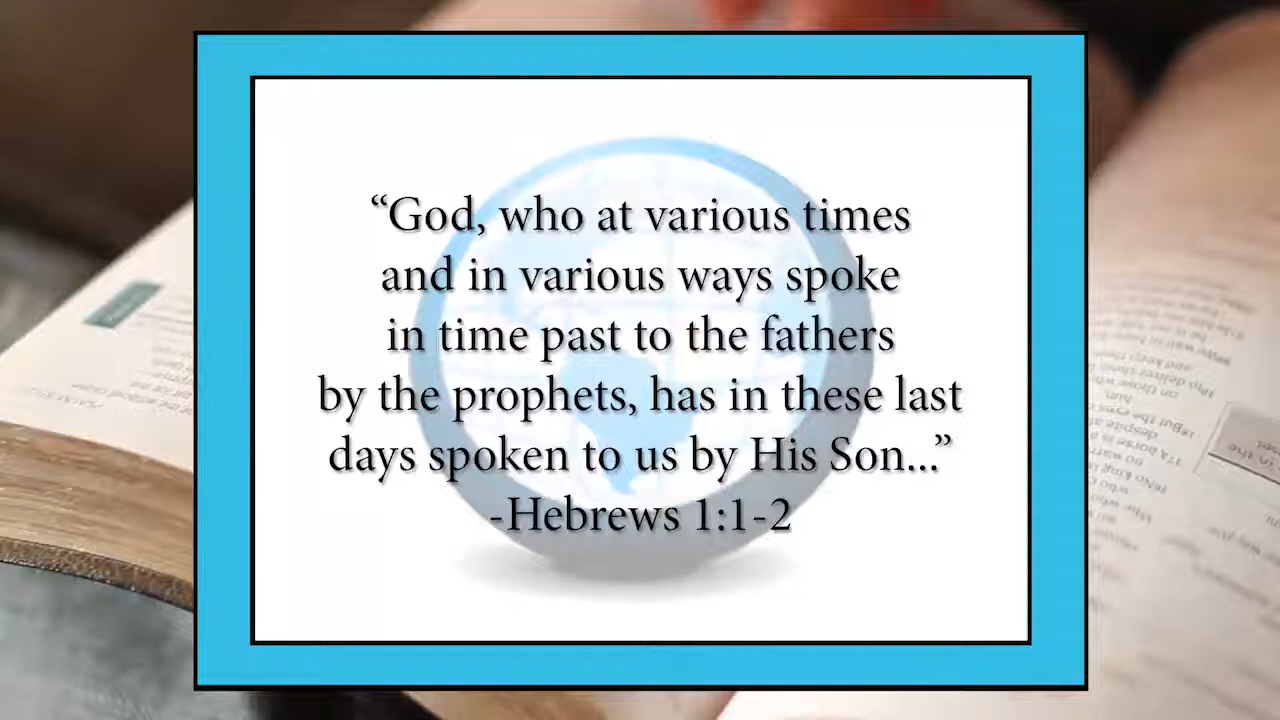 “God, who at various times
and in various ways spoke
in time past to the fathers
by the prophets, has in these last
days spoken to us by His Son...”
-Hebrews 1:1-2